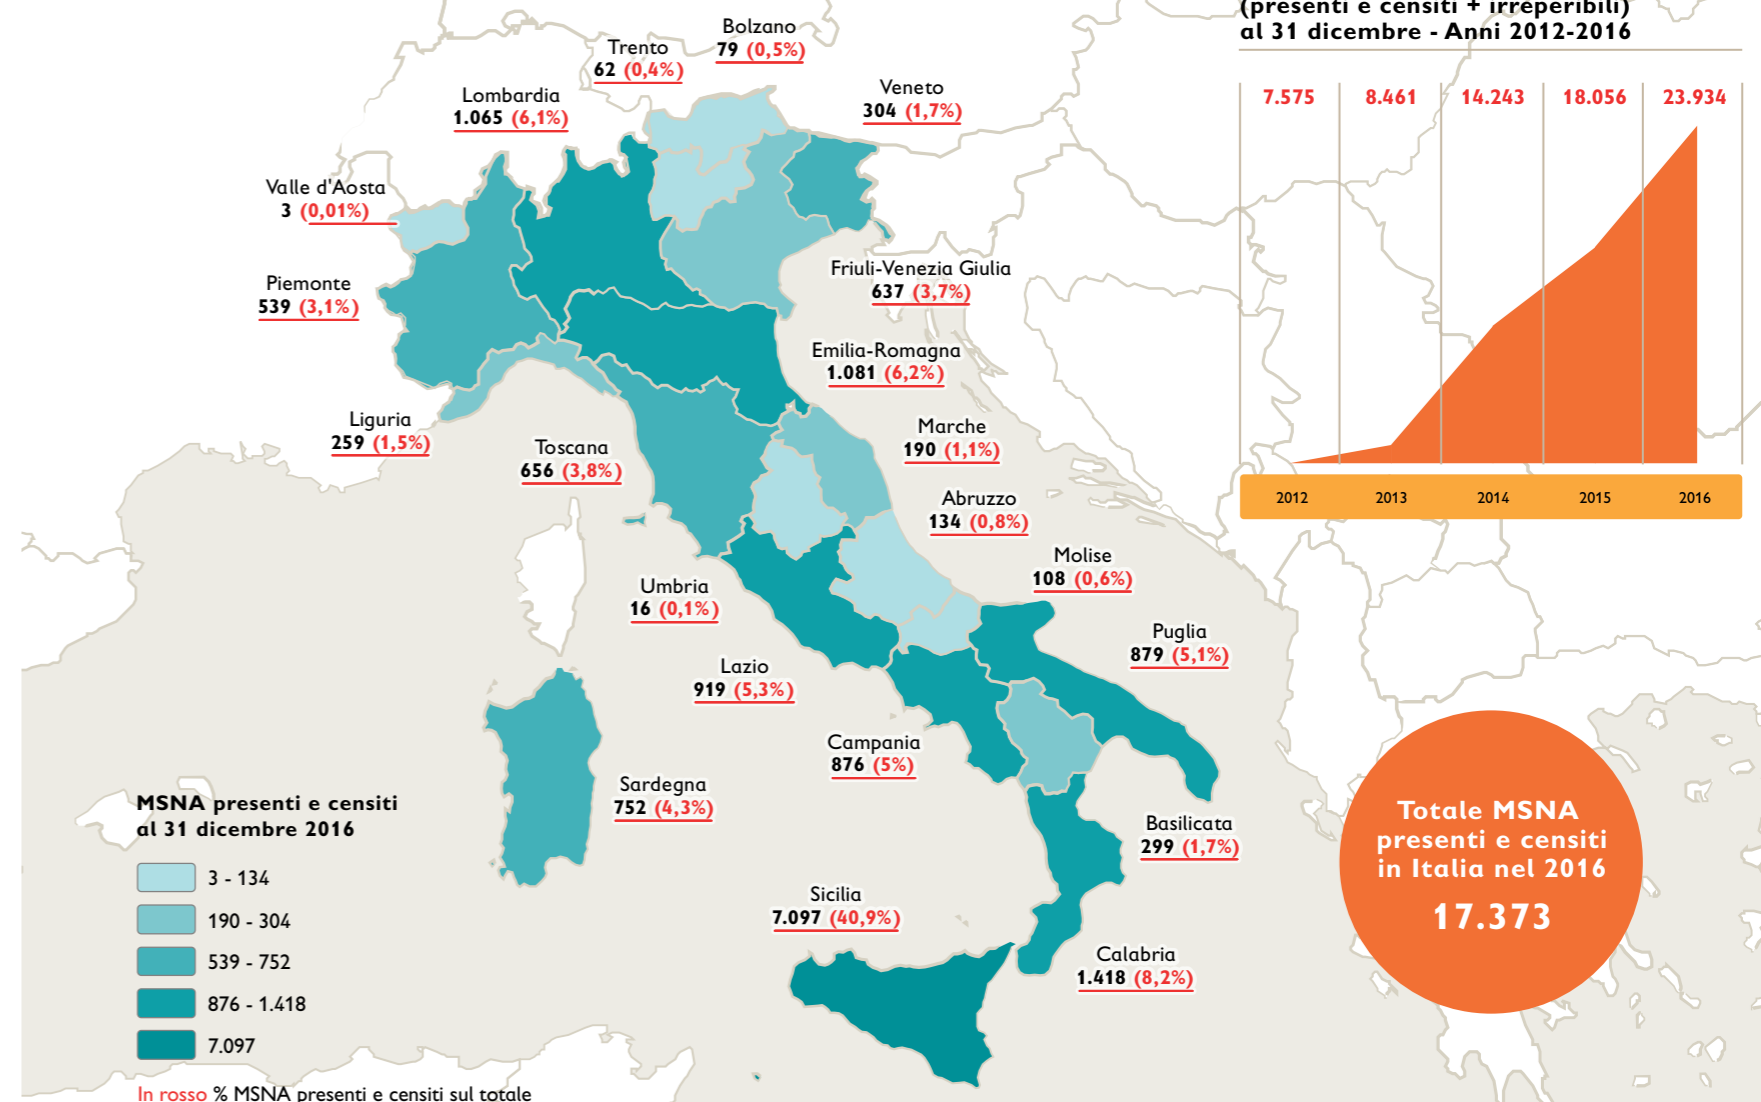 (presenti e censiti + irreperibili)
al 31 dicembre - Anni 2012-2016
7.575 8.461 14.243 18.056 23.934
2012 2013 2014 2015 2016
Bolzano
79 (0,5%)
Trento
62 (0,4%)
Veneto
304 (1,7%)
Lombardia
1.065 (6,1%)
Valle d'Aosta
3 (0,01%)
Friuli-Venezia Giulia
637 (3,7%)
Piemonte
539 (3,1%)
Emilia-Romagna
1.081 (6,2%)
Liguria
259 (1,5%)
Marche
190 (1,1%)
Toscana
656 (3,8%)
Abruzzo
134 (0,8%)
Molise
108 (0,6%)
Umbria
16 (0,1%)
Puglia
879 (5,1%)
Lazio
919 (5,3%)
Campania
876 (5%)
Sardegna
752 (4,3%)
Basilicata
299 (1,7%)
Sicilia
7.097 (40,9%)
Calabria
1.418 (8,2%)
MSNA presenti e censiti
al 31 dicembre 2016
3 - 134
190 - 304
539 - 752
876 - 1.418
7.097
In rosso % MSNA presenti e censiti sul totale
Totale MSNA
presenti e censiti
in Italia nel 2016
17.373